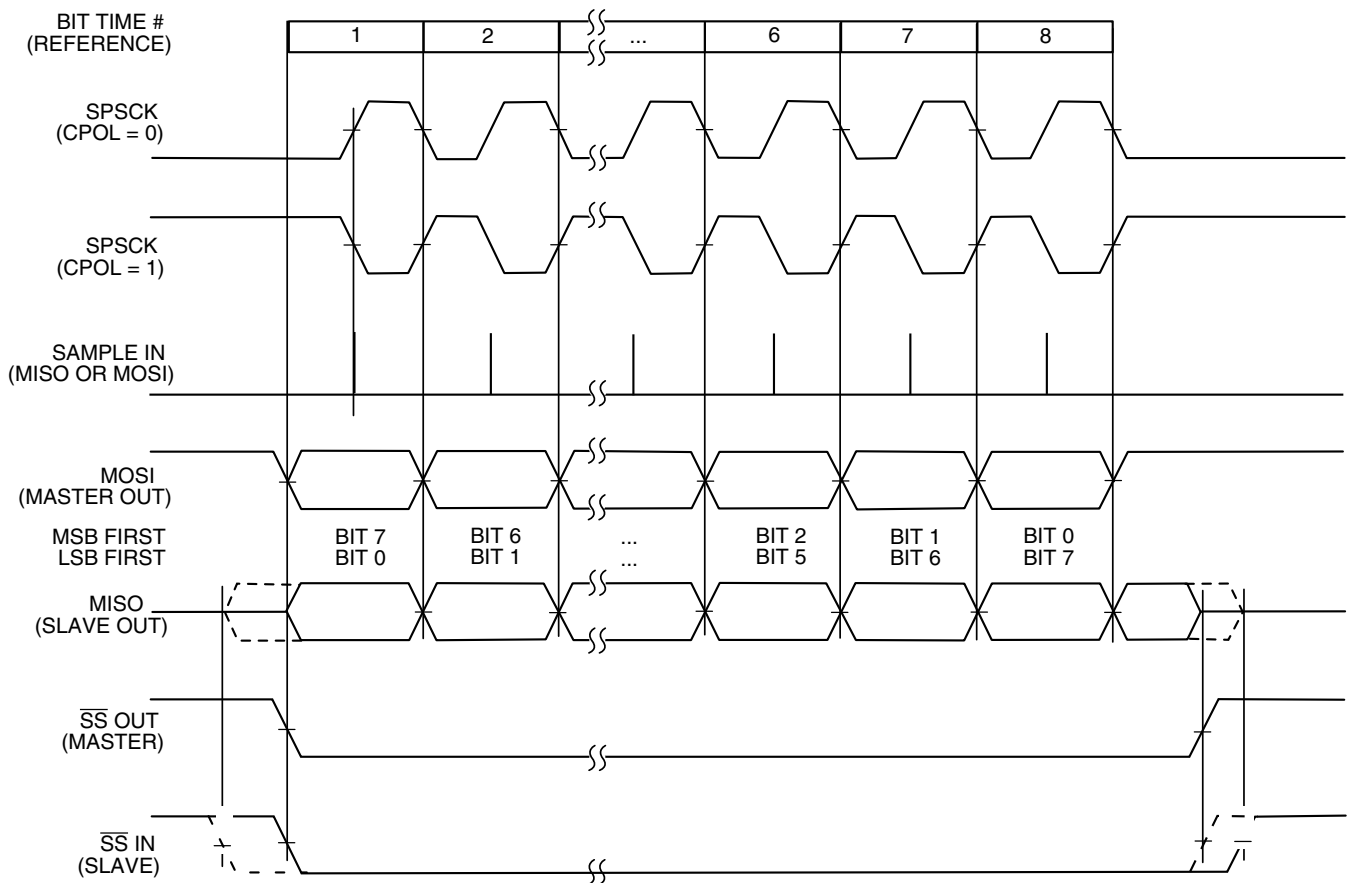 BIT TIME #
(REFERENCE)
1 2 ... 6 7 8
SPSCK
(CPOL = 0)
SPSCK
(CPOL = 1)
SAMPLE IN
(MISO OR MOSI)
MOSI
(MASTER OUT)
MSB FIRST BIT 7 BIT 6 ... BIT 2 BIT 1 BIT 0
LSB FIRST BIT 0 BIT 1 ... BIT 5 BIT 6 BIT 7
MISO
(SLAVE OUT)
S̅S̅ OUT
(MASTER)
S̅S̅ IN
(SLAVE)